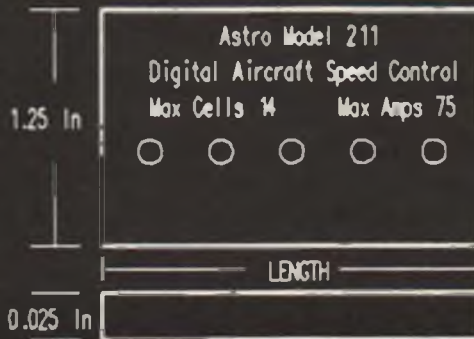 Astro Model 211
Digital Aircraft Speed Control
Max Cells 14 Max Amps 75
1.25 In
LENGTH
0.025 In